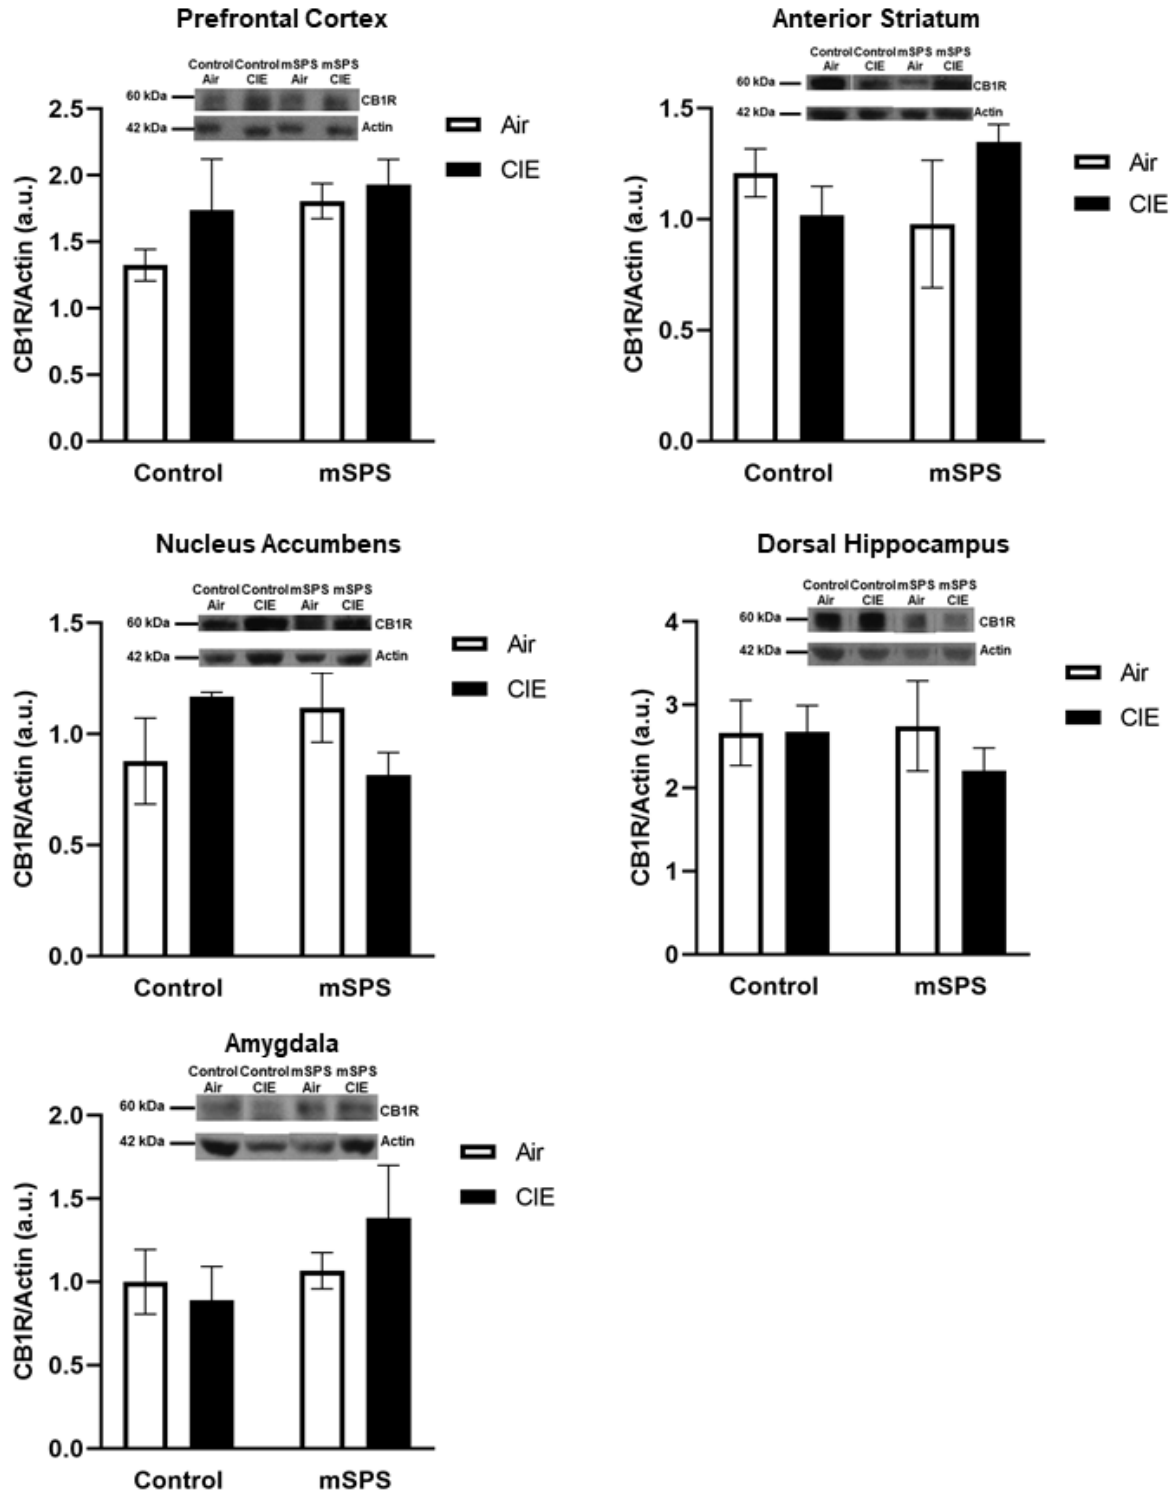 Prefrontal Cortex
Control Control mSPS mSPS
Air CIE Air CIE
60 kDa
CB1R
42 kDa
Actin
2.5
2.0
1.5
1.0
0.5
0.0
CB1R/Actin (a.u.)
Air
CIE
Control mSPS
Anterior Striatum
Control Control mSPS mSPS
Air CIE Air CIE
60 kDa
CB1R
42 kDa
Actin
1.5
1.0
0.5
0.0
CB1R/Actin (a.u.)
Air
CIE
Control mSPS
Nucleus Accumbens
Control Control mSPS mSPS
Air CIE Air CIE
60 kDa
CB1R
42 kDa
Actin
1.5
1.0
0.5
0.0
CB1R/Actin (a.u.)
Air
CIE
Control mSPS
Dorsal Hippocampus
Control Control mSPS mSPS
Air CIE Air CIE
60 kDa
CB1R
42 kDa
Actin
4
3
2
1
0
CB1R/Actin (a.u.)
Air
CIE
Control mSPS
Amygdala
Control Control mSPS mSPS
Air CIE Air CIE
60 kDa
CB1R
42 kDa
Actin
2.0
1.5
1.0
0.5
0.0
CB1R/Actin (a.u.)
Air
CIE
Control mSPS